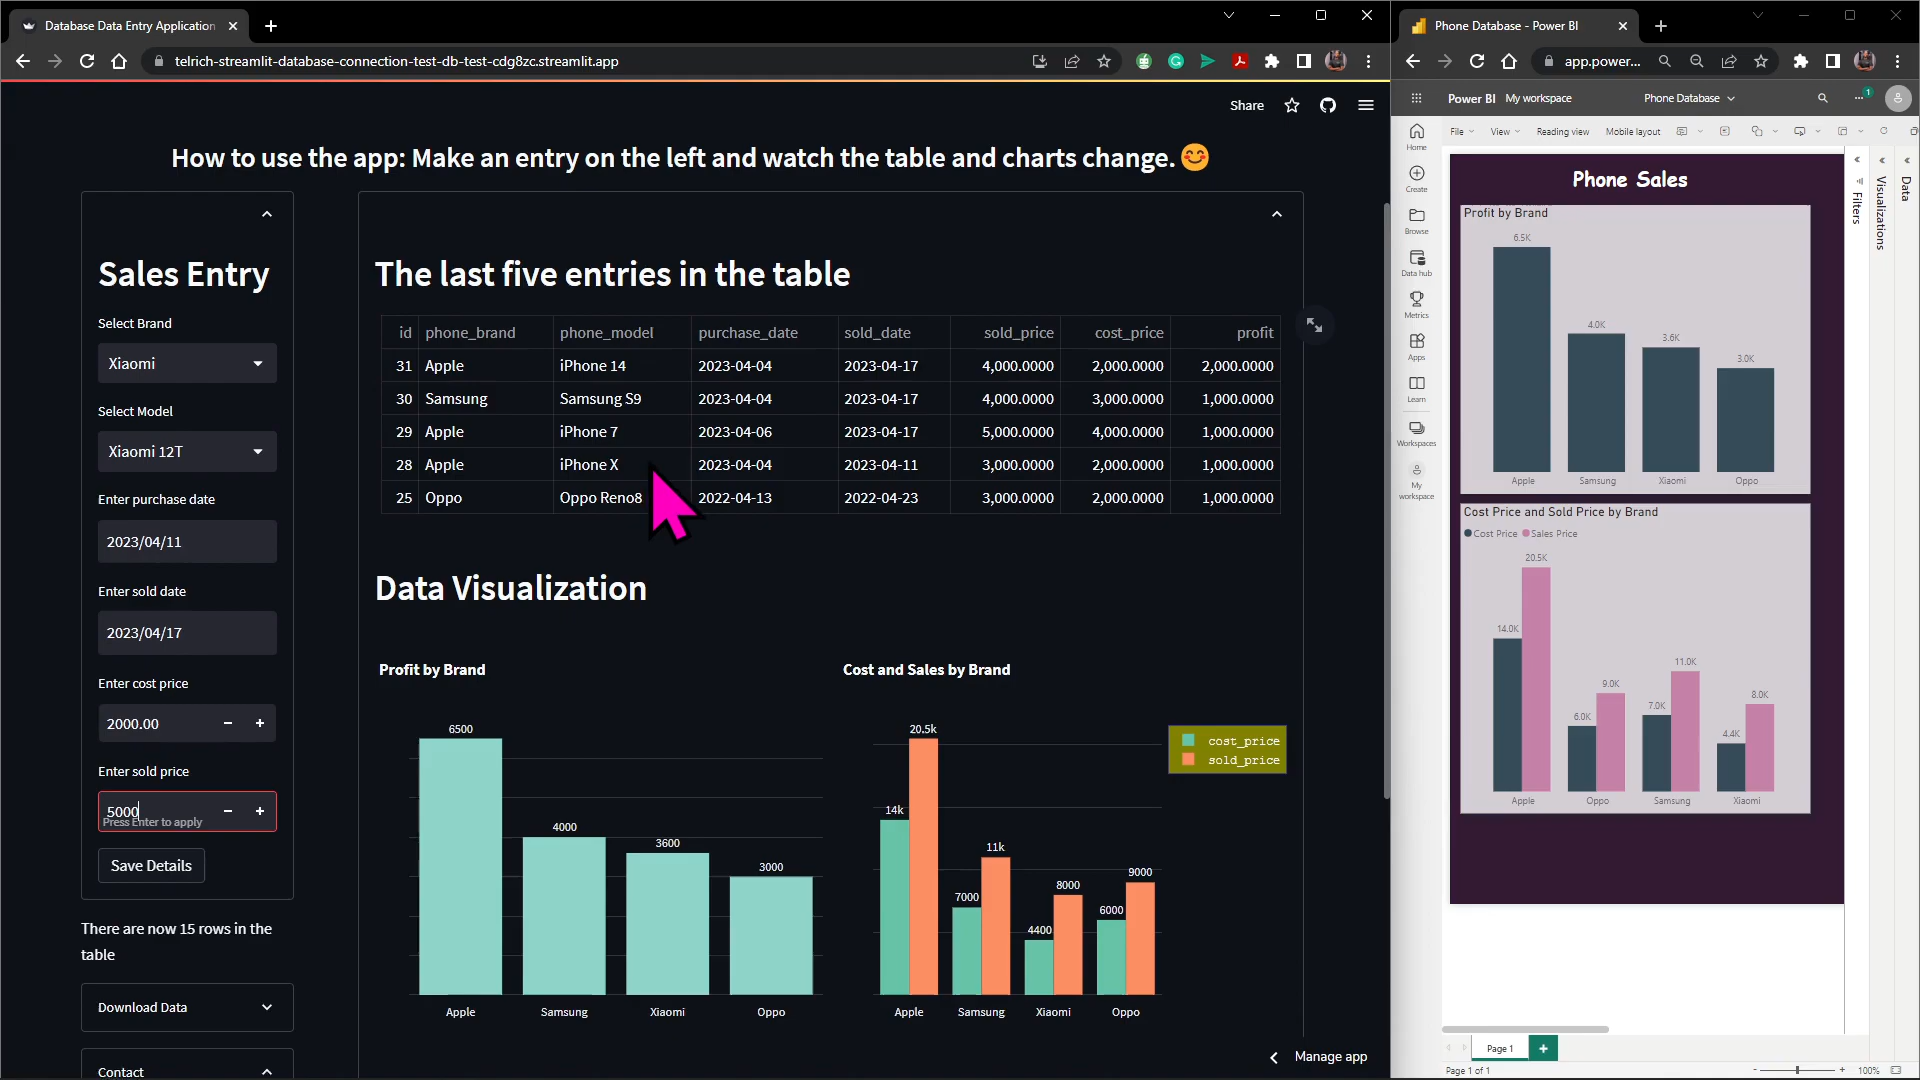 Database Data Entry Application
telrich-streamlit-database-connection-test-db-test-cdg8zc.streamlit.app
Share
How to use the app: Make an entry on the left and watch the table and charts change. 😊
Sales Entry
Select Brand
Xiaomi
Select Model
Xiaomi 12T
Enter purchase date
2023/04/11
Enter sold date
2023/04/17
Enter cost price
2000.00
Enter sold price
5000
Press Enter to apply
Save Details
There are now 15 rows in the
table
Download Data
Contact
The last five entries in the table
id phone_brand phone_model purchase_date sold_date sold_price cost_price profit
31 Apple iPhone 14 2023-04-04 2023-04-17 4,000.0000 2,000.0000 2,000.0000
30 Samsung Samsung S9 2023-04-04 2023-04-17 4,000.0000 3,000.0000 1,000.0000
29 Apple iPhone 7 2023-04-06 2023-04-17 5,000.0000 4,000.0000 1,000.0000
28 Apple iPhone X 2023-04-04 2023-04-11 3,000.0000 2,000.0000 1,000.0000
25 Oppo Oppo Reno8 2022-04-13 2022-04-23 3,000.0000 2,000.0000 1,000.0000
Data Visualization
Profit by Brand
6500
4000
3600
3000
Apple Samsung Xiaomi Oppo
Cost and Sales by Brand
cost_price
sold_price
14k 20.5k
7000 11k
4400 8000
6000 9000
Apple Samsung Xiaomi Oppo
Manage app
Phone Database - Power BI
app.power...
Power BI My workspace Phone Database
1
File View Reading view Mobile layout
Home
Create
Browse
Data hub
Metrics
Apps
Learn
Workspaces
My
workspace
Phone Sales
Profit by Brand
6.5K
4.0K
3.6K
3.0K
Apple Samsung Xiaomi Oppo
Cost Price and Sold Price by Brand
Cost Price Sales Price
14.0K 20.5K
6.0K 9.0K
7.0K 11.0K
4.4K 8.0K
Apple Oppo Samsung Xiaomi
Filters
Visualizations
Data
Page 1
Page 1 of 1
100%